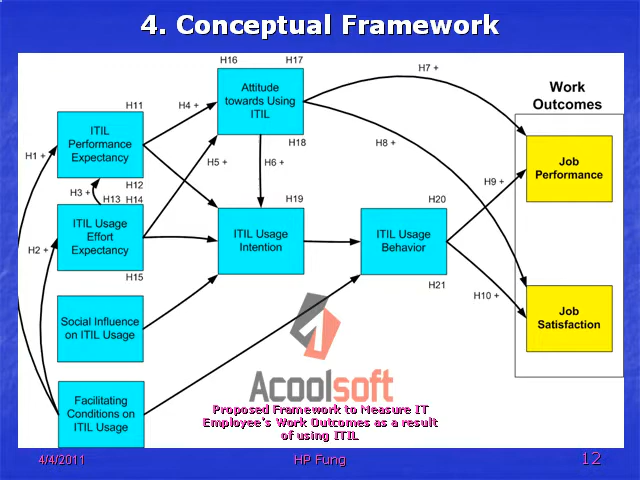 4. Conceptual Framework
H16
H17
H7 +
Work
Outcomes
Attitude
towards Using
ITIL
H11
H4 +
ITIL
Performance
Expectancy
H1 +
H18
H8 +
H5 +
H6 +
Job
Performance
H9 +
H12
H3 +
H13
H14
H19
H20
ITIL Usage
Effort
Expectancy
H2 +
ITIL Usage
Intention
ITIL Usage
Behavior
H15
H21
H10 +
Social Influence
on ITIL Usage
Job
Satisfaction
Acoolsoft
Facilitating
Conditions on
ITIL Usage
Proposed Framework to Measure IT
Employee's Work Outcomes as a result
of using ITIL
4/4/2011
HP Fung
12